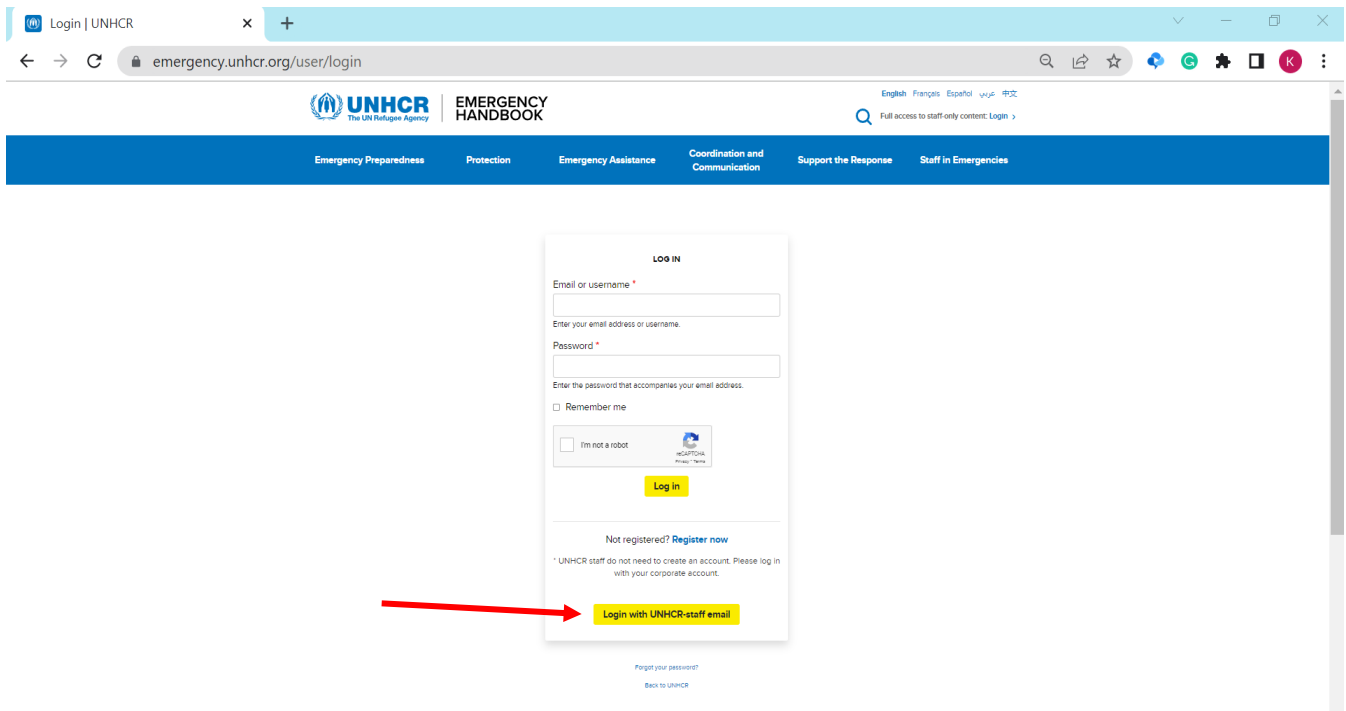 Login | UNHCR
emergency.unhcr.org/user/login
K
UNHCR
The UN Refugee Agency
EMERGENCY
HANDBOOK
English Français Español عربي 中文
Full access to staff-only content: Login ›
Emergency Preparedness
Protection
Emergency Assistance
Coordination and
Communication
Support the Response
Staff in Emergencies
LOG IN
Email or username *
Enter your email address or username.
Password *
Enter the password that accompanies your email address.
Remember me
I'm not a robot
reCAPTCHA
Privacy - Terms
Log in
Not registered? Register now
* UNHCR staff do not need to create an account. Please log in
with your corporate account.
Login with UNHCR-staff email
Forgot your password?
Back to UNHCR